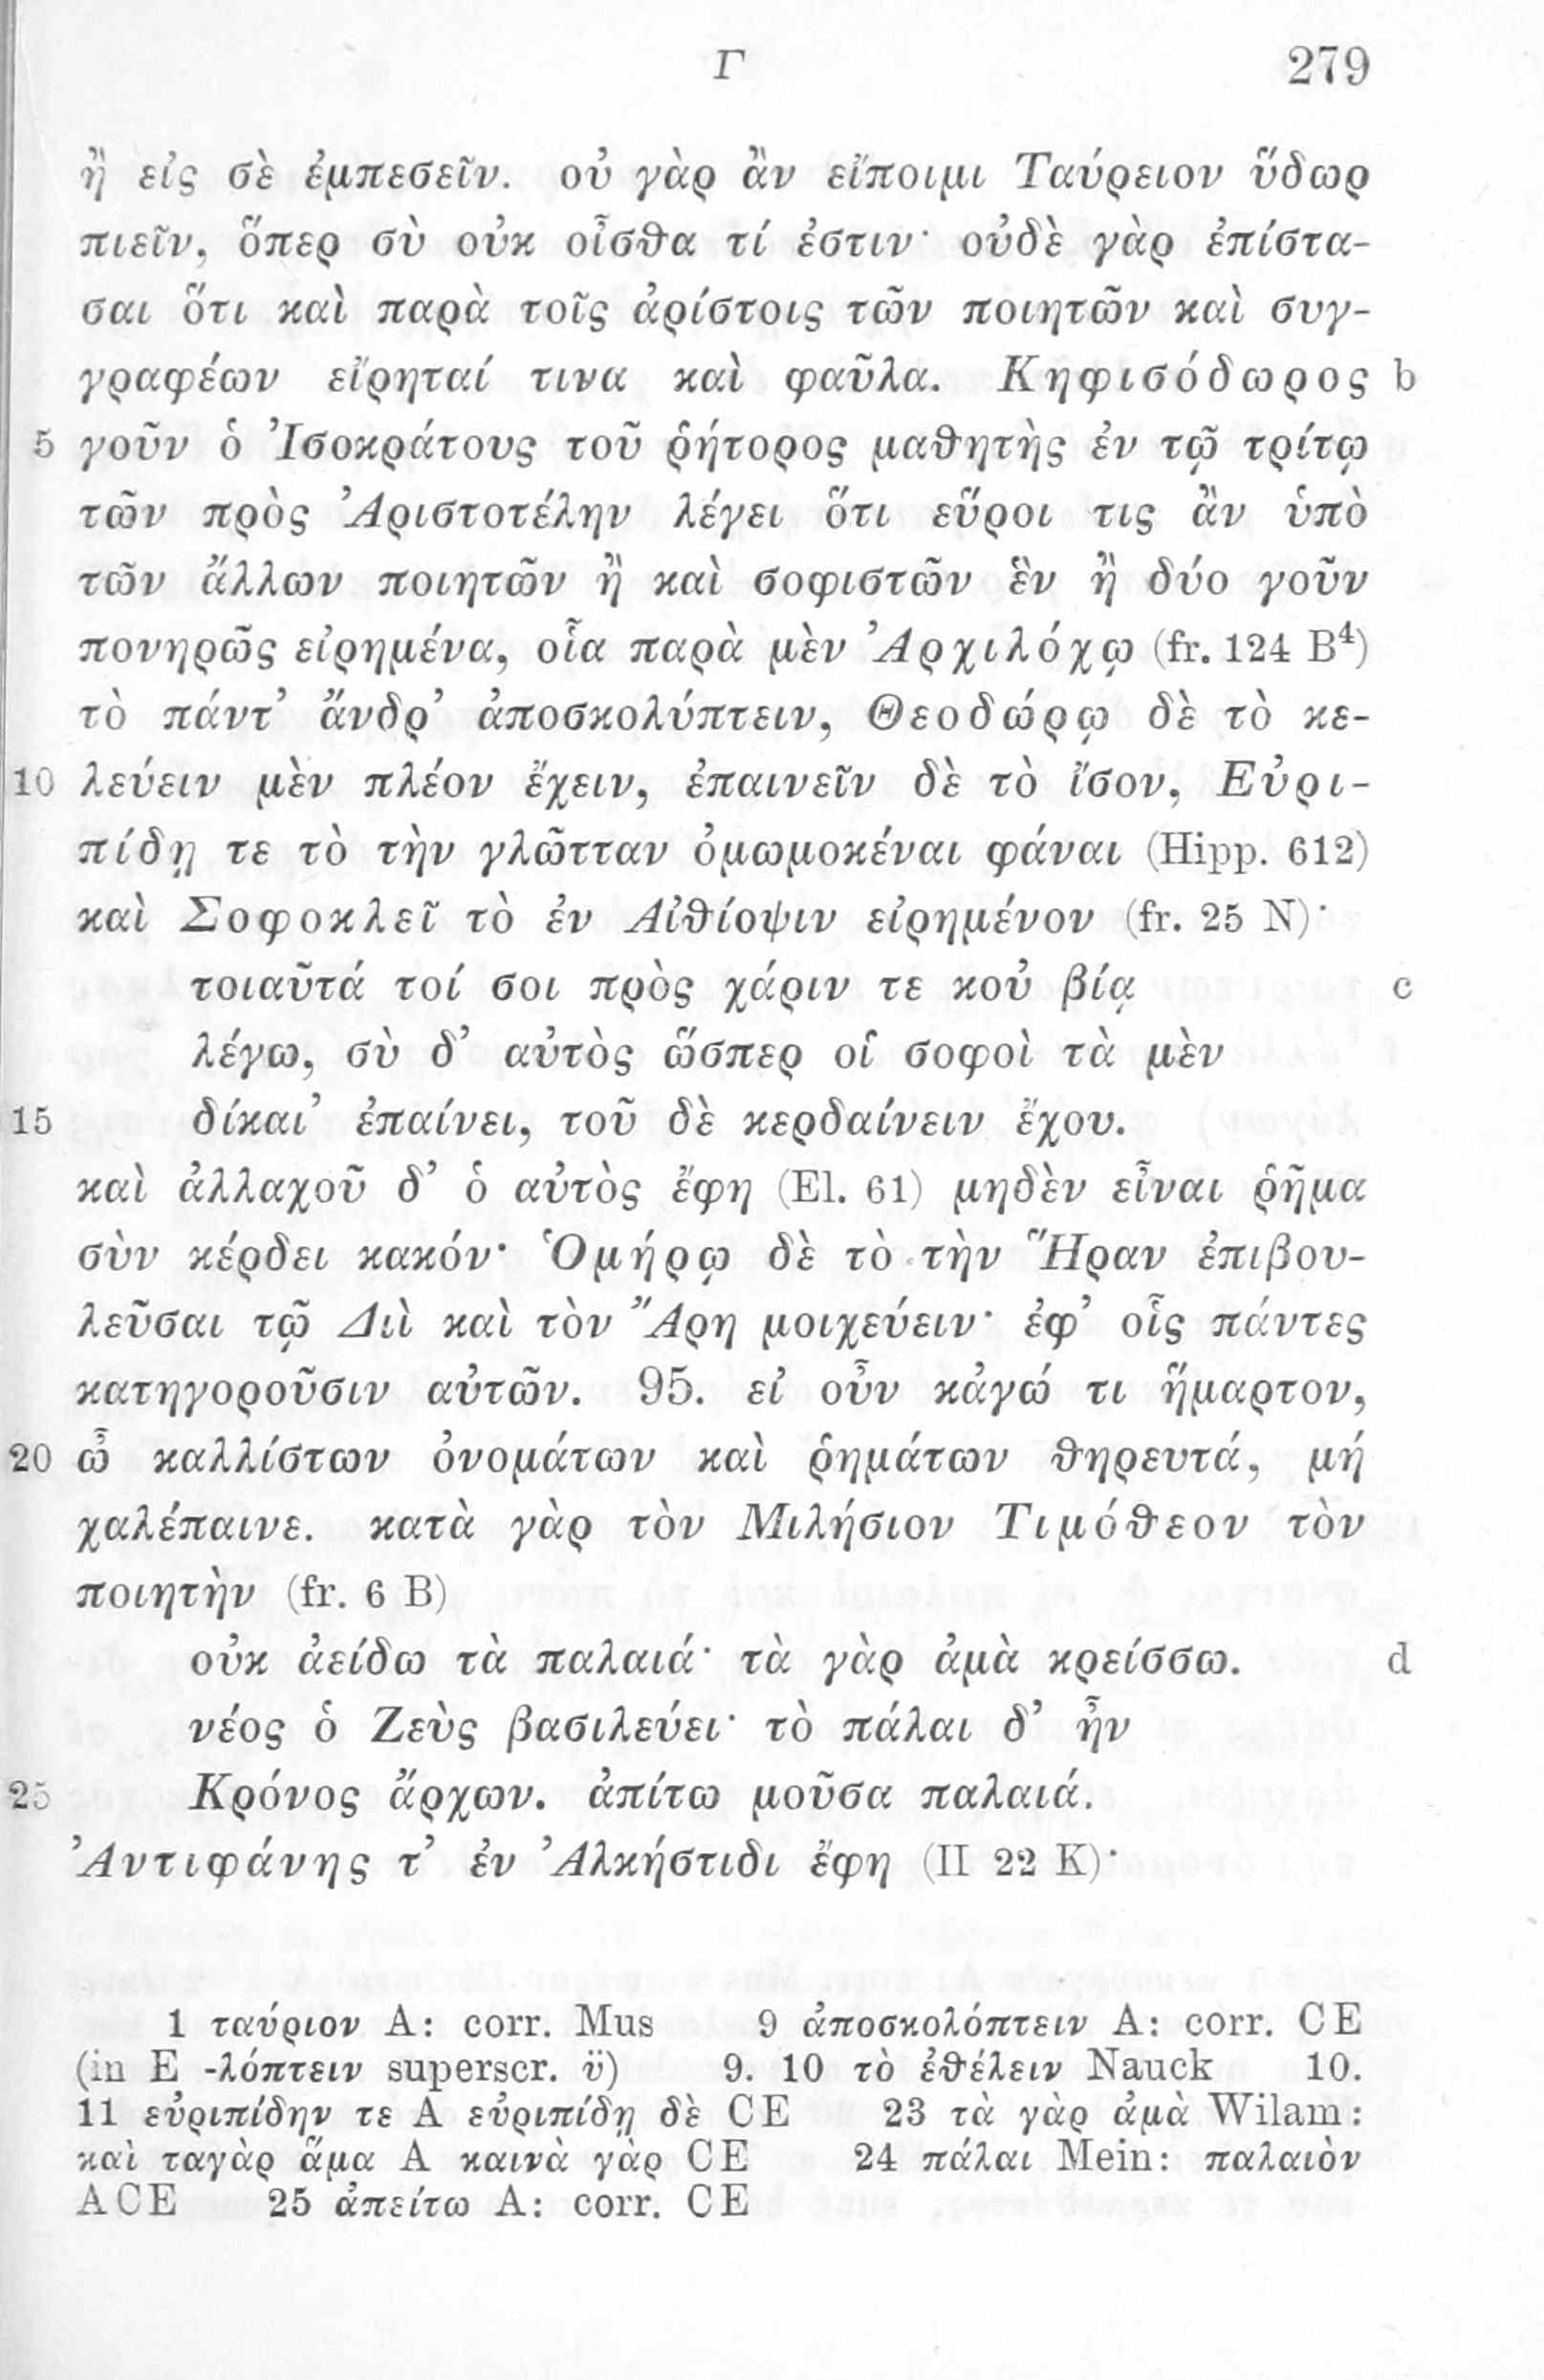 Γ 279
ἢ εἰς σὲ ἐμπεσεῖν. οὐ γὰρ ἂν εἴποιμι Ταύρειον ὕδωρ
πιεῖν, ὅπερ σὺ οὐκ οἶσθα τί ἐστιν· οὐδὲ γὰρ ἐπίστα-
σαι ὅτι καὶ παρὰ τοῖς ἀρίστοις τῶν ποιητῶν καὶ συγ-
γραφέων εἴρηταί τινα καὶ φαῦλα. Κηφισόδωρος b
5 γοῦν ὁ Ἰσοκράτους τοῦ ῥήτορος μαθητὴς ἐν τῷ τρίτῳ
τῶν πρὸς Ἀριστοτέλην λέγει ὅτι εὕροι τις ἂν ὑπὸ
τῶν ἄλλων ποιητῶν ἢ καὶ σοφιστῶν ἓν ἢ δύο γοῦν
πονηρῶς εἰρημένα, οἷα παρὰ μὲν Ἀρχιλόχῳ (fr. 124 B⁴)
τὸ πάντ’ ἄνδρ’ ἀποσκολύπτειν, Θεοδώρῳ δὲ τὸ κε-
10 λεύειν μὲν πλέον ἔχειν, ἐπαινεῖν δὲ τὸ ἴσον, Εὐρι-
πίδῃ τε τὸ τὴν γλῶτταν ὀμωμοκέναι φάναι (Hipp. 612)
καὶ Σοφοκλεῖ τὸ ἐν Αἰθίοψιν εἰρημένον (fr. 25 N)·
τοιαῦτά τοί σοι πρὸς χάριν τε κοὐ βίᾳ c
λέγω, σὺ δ’ αὐτὸς ὥσπερ οἱ σοφοὶ τὰ μὲν
15 δίκαι’ ἐπαίνει, τοῦ δὲ κερδαίνειν ἔχου.
καὶ ἀλλαχοῦ δ’ ὁ αὐτὸς ἔφη (El. 61) μηδὲν εἶναι ῥῆμα
σὺν κέρδει κακόν· Ὁμήρῳ δὲ τὸ τὴν Ἥραν ἐπιβου-
λεῦσαι τῷ Διὶ καὶ τὸν Ἄρη μοιχεύειν· ἐφ’ οἷς πάντες
κατηγοροῦσιν αὐτῶν. 95. εἰ οὖν κἀγώ τι ἥμαρτον,
20 ὦ καλλίστων ὀνομάτων καὶ ῥημάτων θηρευτά, μή
χαλέπαινε. κατὰ γὰρ τὸν Μιλήσιον Τιμόθεον τὸν
ποιητὴν (fr. 6 B)
οὐκ ἀείδω τὰ παλαιά· τὰ γὰρ ἀμὰ κρείσσω. d
νέος ὁ Ζεὺς βασιλεύει· τὸ πάλαι δ’ ἦν
25 Κρόνος ἄρχων. ἀπίτω μοῦσα παλαιά.
Ἀντιφάνης τ’ ἐν Ἀλκήστιδι ἔφη (II 22 K)·
1 ταύριον A: corr. Mus 9 ἀποσκολόπτειν A: corr. CE
(in E -λόπτειν superscr. ῡ) 9. 10 τὸ ἐθέλειν Nauck 10.
11 εὐριπίδην τε A εὐριπίδῃ δὲ CE 23 τὰ γὰρ ἀμὰ Wilam:
καὶ ταγὰρ ἅμα A καινὰ γὰρ CE 24 πάλαι Mein: παλαιὸν
ACE 25 ἀπείτω A: corr. CE